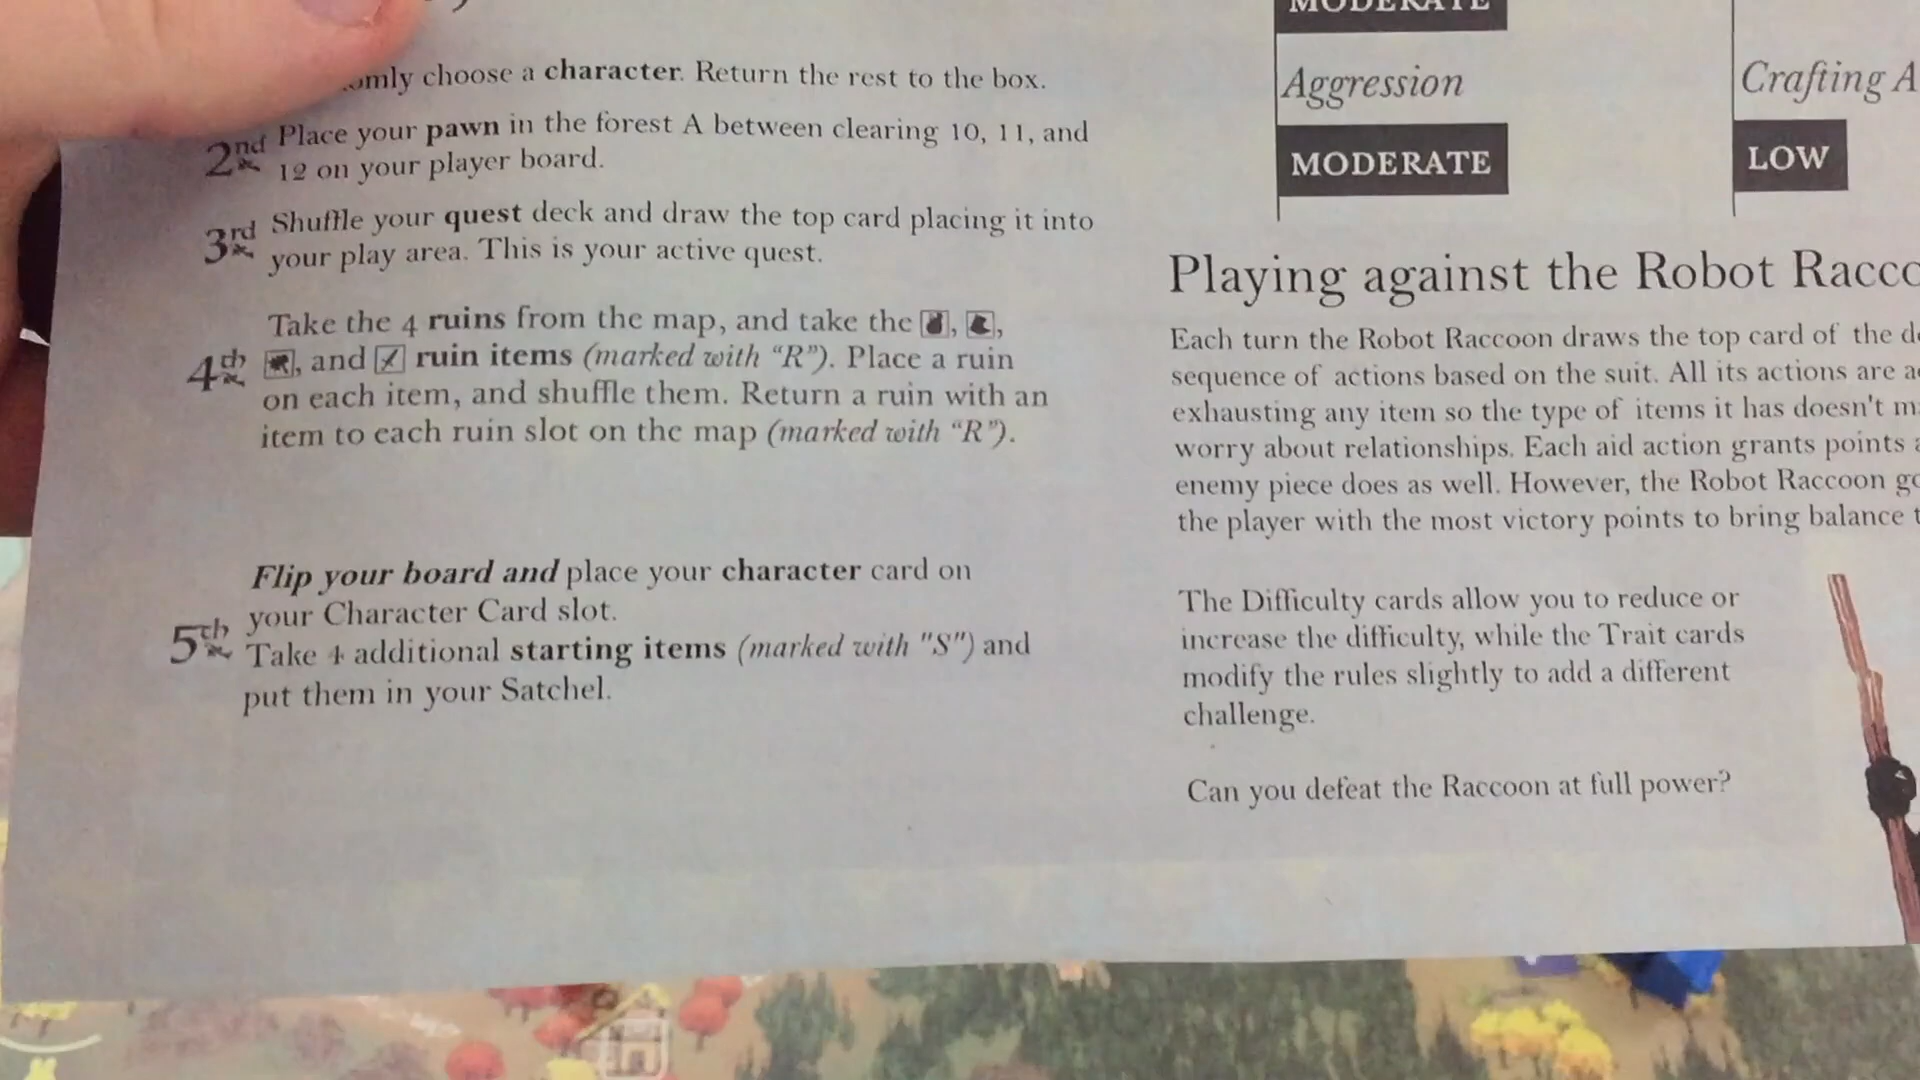 choose a character. Return the rest to the box.
2nd Place your pawn in the forest A between clearing 10, 11, and
12 on your player board.
3rd Shuffle your quest deck and draw the top card placing it into
your play area. This is your active quest.
Take the 4 ruins from the map, and take the , ,
4th , and ruin items (marked with “R”). Place a ruin
on each item, and shuffle them. Return a ruin with an
item to each ruin slot on the map (marked with “R”).
Flip your board and place your character card on
your Character Card slot.
5th Take 4 additional starting items (marked with "S") and
put them in your Satchel.
MODERATE
Aggression
MODERATE
Crafting A
LOW
Playing against the Robot
Each turn the Robot Raccoon draws the top card of the
sequence of actions based on the suit. All its actions are
exhausting any item so the type of items it has doesn't
worry about relationships. Each aid action grants points
enemy piece does as well. However, the Robot Raccoon
the player with the most victory points to bring balance
The Difficulty cards allow you to reduce or
increase the difficulty, while the Trait cards
modify the rules slightly to add a different
challenge.
Can you defeat the Raccoon at full power?